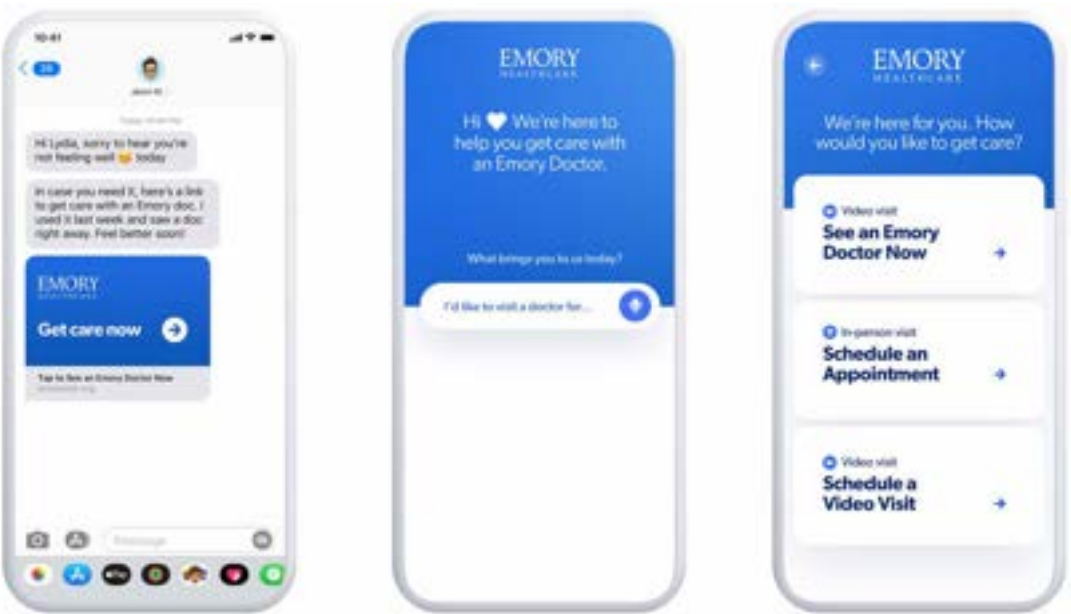 10:41
Hi Lydia, sorry to hear you're
not feeling well today
In case you need it, here's a link
to get care with an Emory doc. I
used it last week and saw a doc
right away. Feel better soon!
EMORY
HEALTHCARE
Get care now
Tap to See an Emory Doctor Now
Message
Pay
EMORY
HEALTHCARE
Hi We're here to
help you get care with
an Emory Doctor.
What brings you to us today?
I'd like to visit a doctor for...
EMORY
HEALTHCARE
We're here for you. How
would you like to get care?
Video visit
See an Emory
Doctor Now
In-person visit
Schedule an
Appointment
Video visit
Schedule a
Video Visit